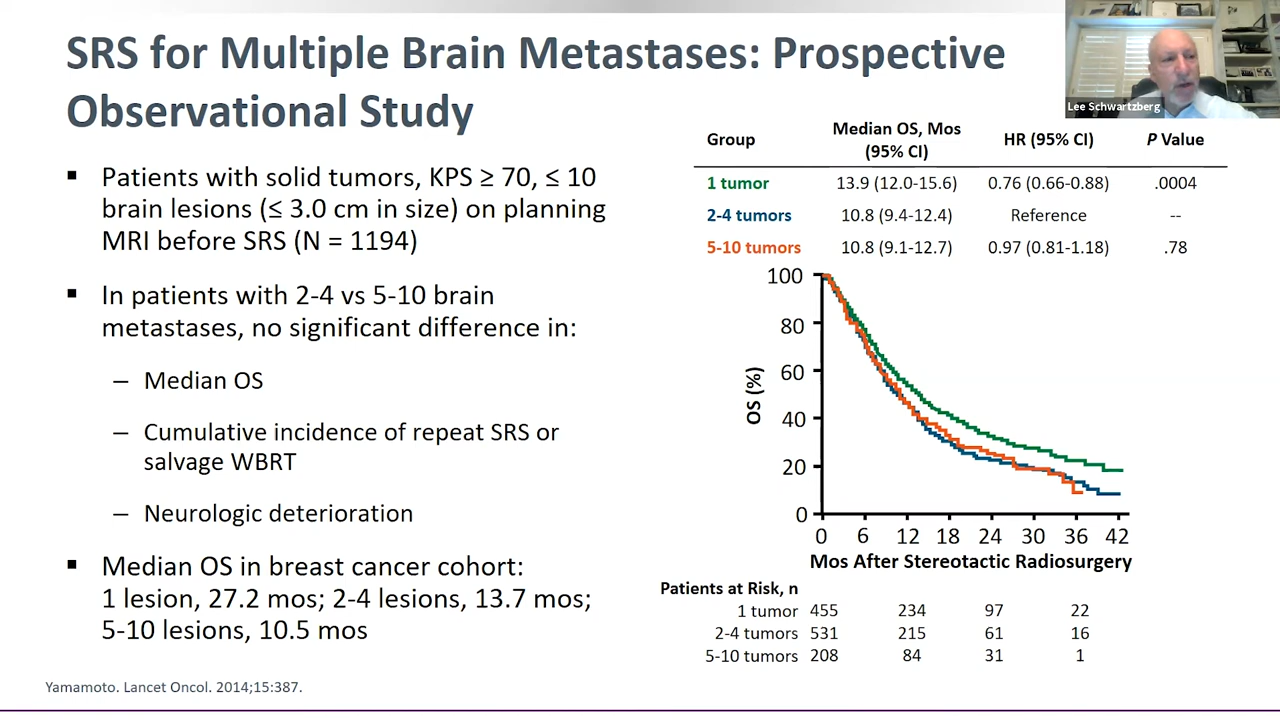 SRS for Multiple Brain Metastases: Prospective
Observational Study
Lee Schwartzberg
▪ Patients with solid tumors, KPS ≥ 70, ≤ 10
brain lesions (≤ 3.0 cm in size) on planning
MRI before SRS (N = 1194)
▪ In patients with 2-4 vs 5-10 brain
metastases, no significant difference in:
– Median OS
– Cumulative incidence of repeat SRS or
salvage WBRT
– Neurologic deterioration
▪ Median OS in breast cancer cohort:
1 lesion, 27.2 mos; 2-4 lesions, 13.7 mos;
5-10 lesions, 10.5 mos
Group Median OS, Mos (95% CI) HR (95% CI) P Value
1 tumor 13.9 (12.0-15.6) 0.76 (0.66-0.88) .0004
2-4 tumors 10.8 (9.4-12.4) Reference --
5-10 tumors 10.8 (9.1-12.7) 0.97 (0.81-1.18) .78
OS (%)
100
80
60
40
20
0
0 6 12 18 24 30 36 42
Mos After Stereotactic Radiosurgery
Patients at Risk, n
1 tumor 455 234 97 22
2-4 tumors 531 215 61 16
5-10 tumors 208 84 31 1
Yamamoto. Lancet Oncol. 2014;15:387.